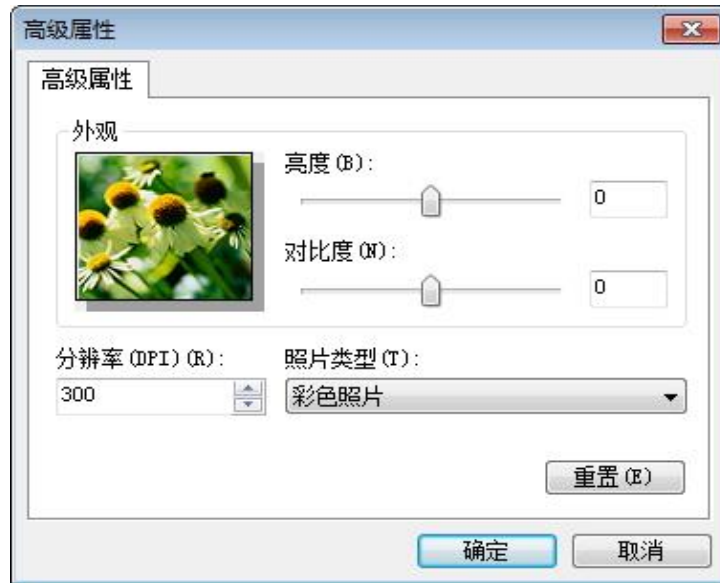 高级属性
高级属性
外观
亮度(B):
0
对比度(N):
0
分辨率(DPI)(R):
照片类型(T):
300
彩色照片
重置(E)
确定
取消